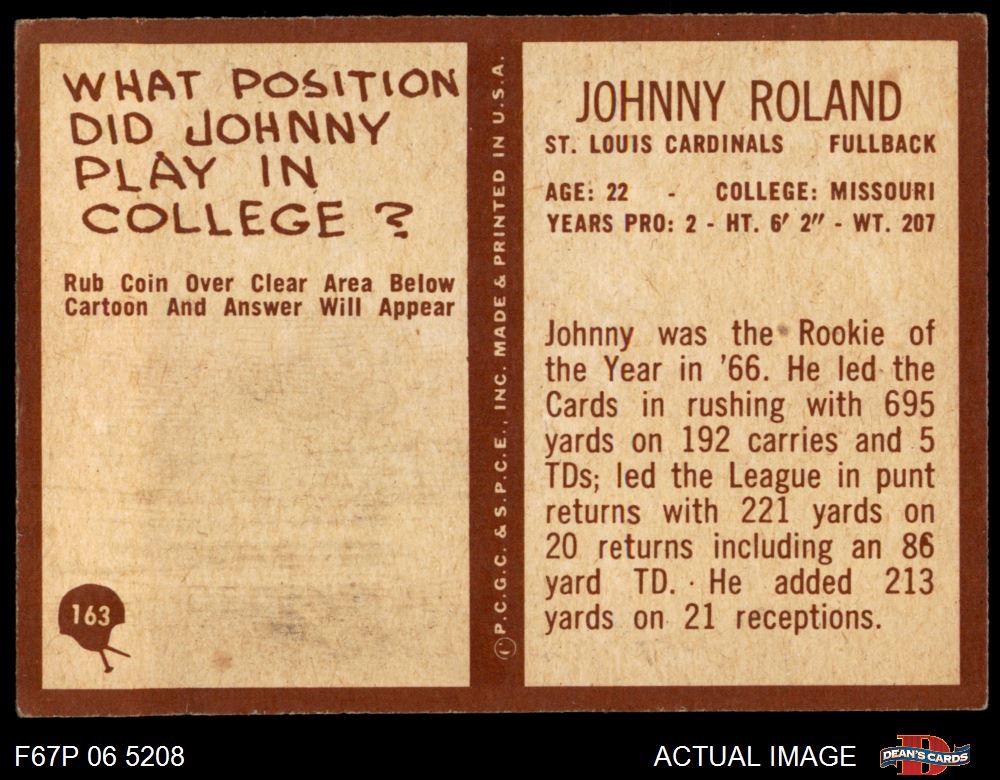 WHAT POSITION
DID JOHNNY
PLAY IN
COLLEGE ?
Rub Coin Over Clear Area Below
Cartoon And Answer Will Appear
163
©P.C.G.C. & S.P.C.E., INC. MADE & PRINTED IN U.S.A.
JOHNNY ROLAND
ST. LOUIS CARDINALS FULLBACK
AGE: 22 - COLLEGE: MISSOURI
YEARS PRO: 2 - HT. 6' 2" - WT. 207
Johnny was the Rookie of
the Year in '66. He led the
Cards in rushing with 695
yards on 192 carries and 5
TDs; led the League in punt
returns with 221 yards on
20 returns including an 86
yard TD. He added 213
yards on 21 receptions.
F67P 06 5208
ACTUAL IMAGE
DEAN'S CARDS